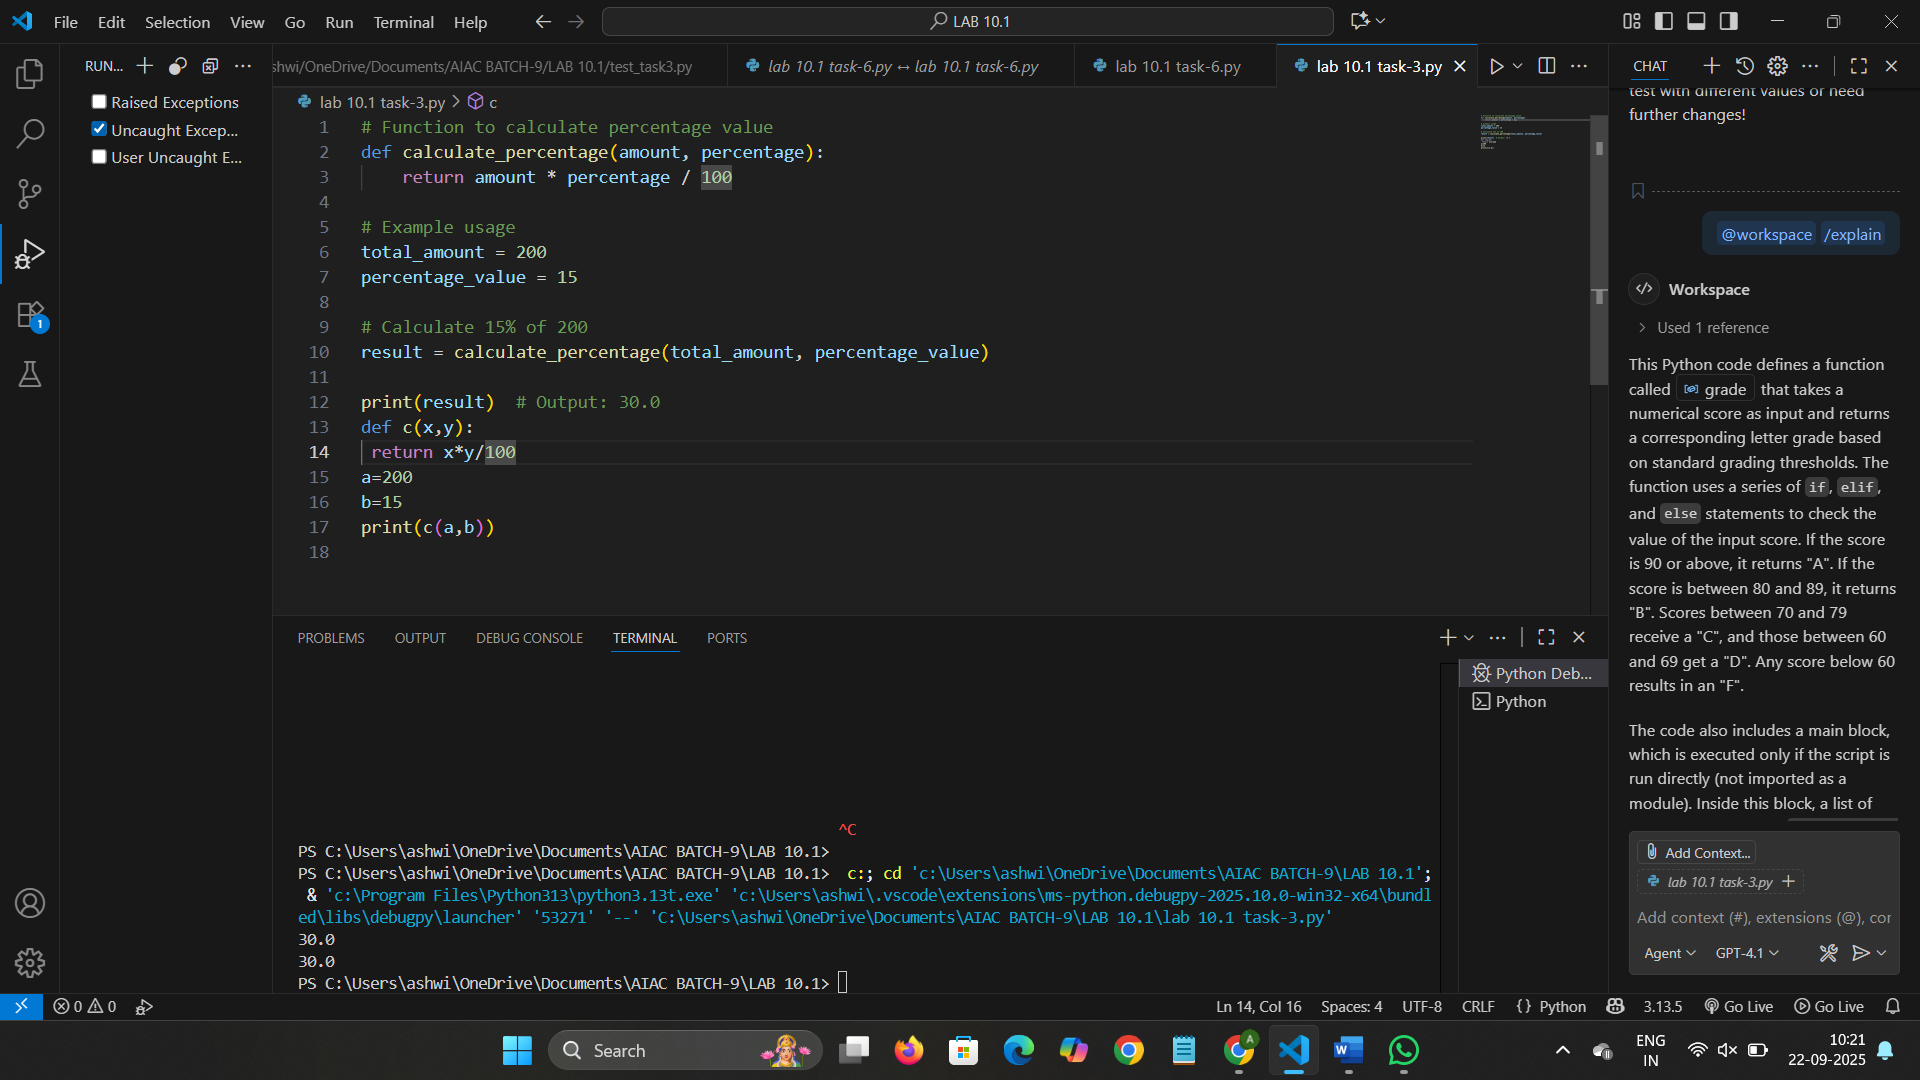 File Edit Selection View Go Run Terminal Help
LAB 10.1
RUN...
Raised Exceptions
Uncaught Excep...
User Uncaught E...
shwi/OneDrive/Documents/AIAC BATCH-9/LAB 10.1/test_task3.py
lab 10.1 task-6.py ↔ lab 10.1 task-6.py
lab 10.1 task-6.py
lab 10.1 task-3.py
lab 10.1 task-3.py > c
1 # Function to calculate percentage value
2 def calculate_percentage(amount, percentage):
3     return amount * percentage / 100
4
5 # Example usage
6 total_amount = 200
7 percentage_value = 15
8
9 # Calculate 15% of 200
10 result = calculate_percentage(total_amount, percentage_value)
11
12 print(result)  # Output: 30.0
13 def c(x,y):
14  return x*y/100
15 a=200
16 b=15
17 print(c(a,b))
18
PROBLEMS OUTPUT DEBUG CONSOLE TERMINAL PORTS
^C
PS C:\Users\ashwi\OneDrive\Documents\AIAC BATCH-9\LAB 10.1>
PS C:\Users\ashwi\OneDrive\Documents\AIAC BATCH-9\LAB 10.1>  c:; cd 'c:\Users\ashwi\OneDrive\Documents\AIAC BATCH-9\LAB 10.1';
& 'c:\Program Files\Python313\python3.13t.exe' 'c:\Users\ashwi\.vscode\extensions\ms-python.debugpy-2025.10.0-win32-x64\bundl
ed\libs\debugpy\launcher' '53271' '--' 'C:\Users\ashwi\OneDrive\Documents\AIAC BATCH-9\LAB 10.1\lab 10.1 task-3.py'
30.0
30.0
PS C:\Users\ashwi\OneDrive\Documents\AIAC BATCH-9\LAB 10.1>
Python Deb...
Python
CHAT
test with different values or need
further changes!
@workspace /explain
Workspace
Used 1 reference
This Python code defines a function
called grade that takes a
numerical score as input and returns
a corresponding letter grade based
on standard grading thresholds. The
function uses a series of if, elif,
and else statements to check the
value of the input score. If the score
is 90 or above, it returns "A". If the
score is between 80 and 89, it returns
"B". Scores between 70 and 79
receive a "C", and those between 60
and 69 get a "D". Any score below 60
results in an "F".
The code also includes a main block,
which is executed only if the script is
run directly (not imported as a
module). Inside this block, a list of
Add Context...
lab 10.1 task-3.py +
Add context (#), extensions (@), cor
Agent GPT-4.1
1
0 0
Ln 14, Col 16 Spaces: 4 UTF-8 CRLF {} Python 3.13.5 Go Live Go Live
Search
A
ENG
IN
10:21
22-09-2025